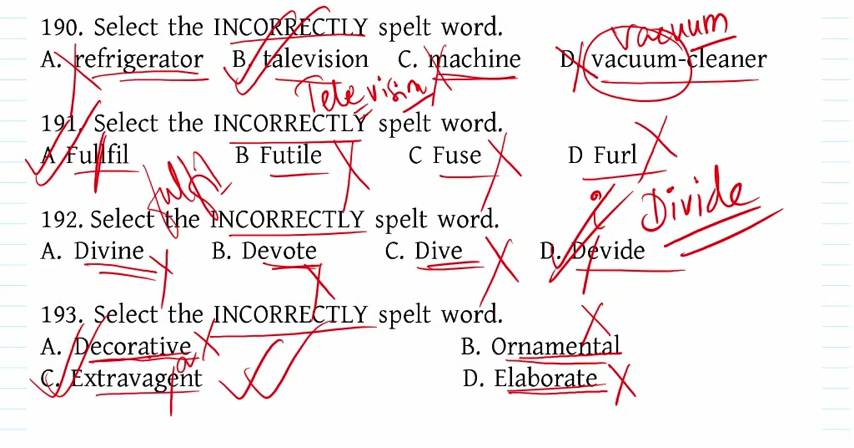 190. Select the INCORRECTLY spelt word.
vacuum
A. refrigerator B. talevision C. machine D. vacuum-cleaner
Television
191. Select the INCORRECTLY spelt word.
A Fullfil B Futile C Fuse D Furl
fulfil
Divide
192. Select the INCORRECTLY spelt word.
i
A. Divine B. Devote C. Dive D. Devide
193. Select the INCORRECTLY spelt word.
A. Decorative B. Ornamental
a
C. Extravagent D. Elaborate